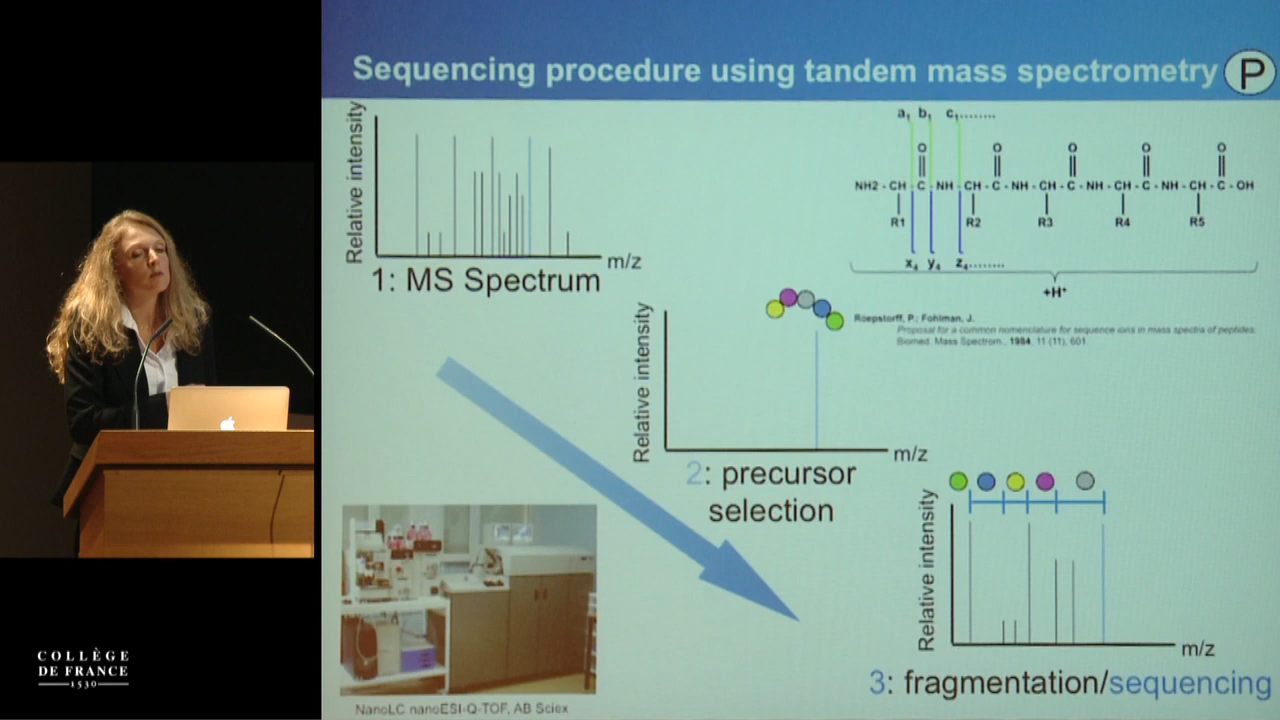 Sequencing procedure using tandem mass spectrometry P
Relative intensity
m/z
1: MS Spectrum
a1 b1 c1........
O O O O O
NH2 - CH - C - NH - CH - C - NH - CH - C - NH - CH - C - NH - CH - C - OH
R1 R2 R3 R4 R5
x4 y4 z4........
+H+
Roepstorff, P.; Fohlman, J.
Proposal for a common nomenclature for sequence ions in mass spectra of peptides.
Biomed. Mass Spectrom., 1984, 11 (11), 601.
Relative intensity
m/z
2: precursor
selection
Relative intensity
m/z
3: fragmentation/sequencing
NanoLC nanoESI-Q-TOF, AB Sciex
COLLÈGE
DE FRANCE
1530